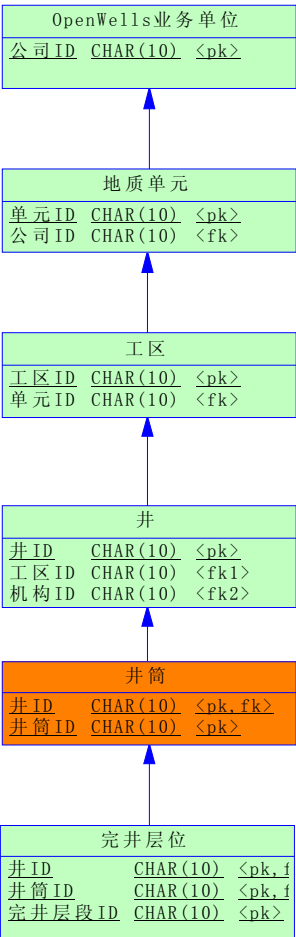 OpenWells业务单位
公司ID CHAR(10) <pk>
地质单元
单元ID CHAR(10) <pk>
公司ID CHAR(10) <fk>
工区
工区ID CHAR(10) <pk>
单元ID CHAR(10) <fk>
井
井ID CHAR(10) <pk>
工区ID CHAR(10) <fk1>
机构ID CHAR(10) <fk2>
井筒
井ID CHAR(10) <pk,fk>
井筒ID CHAR(10) <pk>
完井层位
井ID CHAR(10) <pk,f
井筒ID CHAR(10) <pk,f
完井层段ID CHAR(10) <pk>